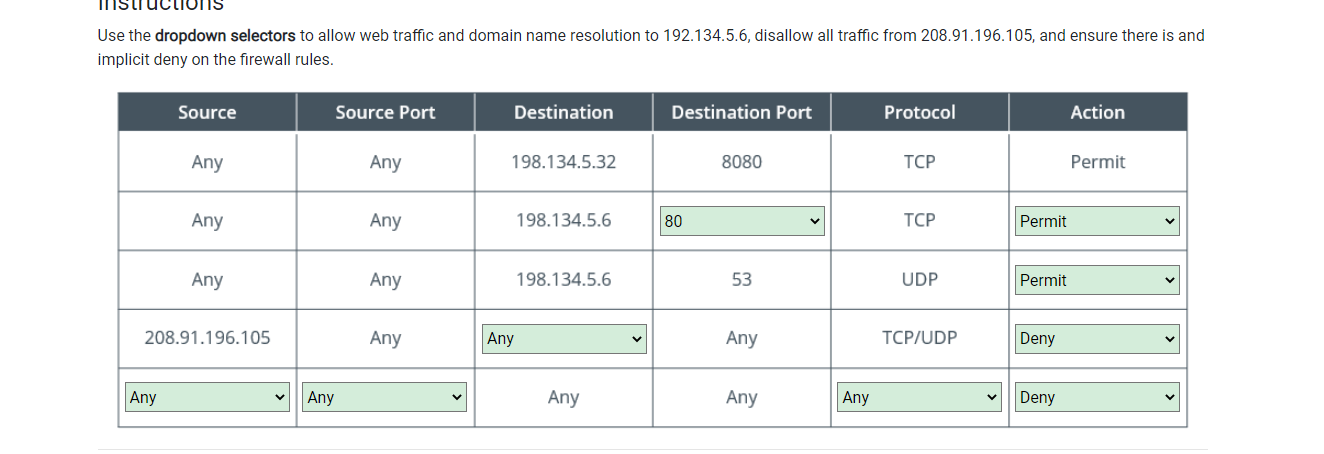 Instructions
Use the dropdown selectors to allow web traffic and domain name resolution to 192.134.5.6, disallow all traffic from 208.91.196.105, and ensure there is and
implicit deny on the firewall rules.
Source Source Port Destination Destination Port Protocol Action
Any Any 198.134.5.32 8080 TCP Permit
Any Any 198.134.5.6 80 TCP Permit
Any Any 198.134.5.6 53 UDP Permit
208.91.196.105 Any Any Any TCP/UDP Deny
Any Any Any Any Any Deny